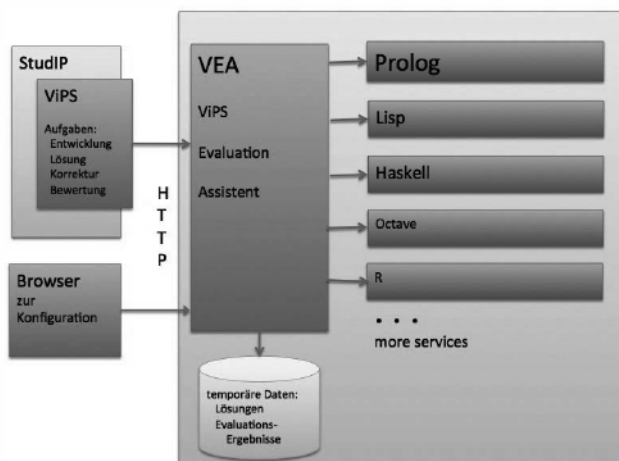 StudIP
ViPS
Aufgaben:
Entwicklung
Lösung
Korrektur
Bewertung
Browser
zur
Konfiguration
HTTP
VEA
ViPS
Evaluation
Assistent
temporäre Daten:
Lösungen
Evaluations-
Ergebnisse
Prolog
Lisp
Haskell
Octave
R
. . .
more services